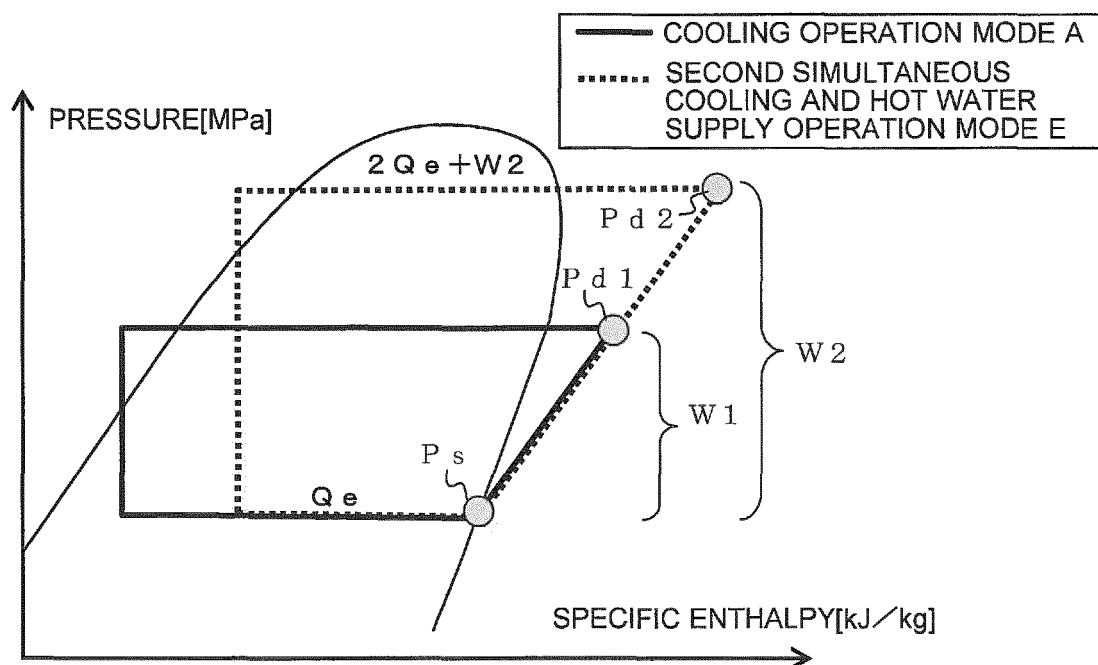 COOLING OPERATION MODE A
SECOND SIMULTANEOUS
COOLING AND HOT WATER
SUPPLY OPERATION MODE E
PRESSURE[MPa]
2Qe+W2
Pd2
Pd1
W2
W1
Ps
Qe
SPECIFIC ENTHALPY[kJ/kg]